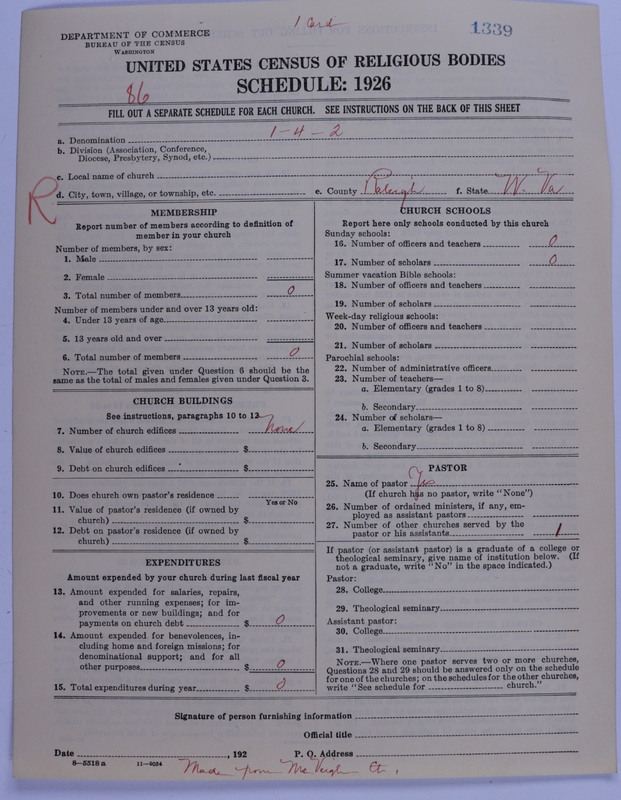 1 Card
1339
DEPARTMENT OF COMMERCE
BUREAU OF THE CENSUS
WASHINGTON
UNITED STATES CENSUS OF RELIGIOUS BODIES
SCHEDULE: 1926
86
FILL OUT A SEPARATE SCHEDULE FOR EACH CHURCH. SEE INSTRUCTIONS ON THE BACK OF THIS SHEET
a. Denomination 1-4-2
b. Division (Association, Conference,
Diocese, Presbytery, Synod, etc.)
c. Local name of church
R
d. City, town, village, or township, etc. e. County Raleigh f. State W. Va
MEMBERSHIP
Report number of members according to definition of
member in your church
Number of members, by sex:
1. Male
2. Female
3. Total number of members 0
Number of members under and over 13 years old:
4. Under 13 years of age
5. 13 years old and over
6. Total number of members 0
NOTE.—The total given under Question 6 should be the
same as the total of males and females given under Question 3.
CHURCH BUILDINGS
See instructions, paragraphs 10 to 12
7. Number of church edifices none
8. Value of church edifices $
9. Debt on church edifices $
10. Does church own pastor's residence
Yes or No
11. Value of pastor's residence (if owned by
church) $
12. Debt on pastor's residence (if owned by
church) $
EXPENDITURES
Amount expended by your church during last fiscal year
13. Amount expended for salaries, repairs,
and other running expenses; for im-
provements or new buildings; and for
payments on church debt $ 0
14. Amount expended for benevolences, in-
cluding home and foreign missions; for
denominational support; and for all
other purposes $ 0
15. Total expenditures during year $ 0
CHURCH SCHOOLS
Report here only schools conducted by this church
Sunday schools:
16. Number of officers and teachers 0
17. Number of scholars 0
Summer vacation Bible schools:
18. Number of officers and teachers
19. Number of scholars
Week-day religious schools:
20. Number of officers and teachers
21. Number of scholars
Parochial schools:
22. Number of administrative officers
23. Number of teachers—
a. Elementary (grades 1 to 8)
b. Secondary
24. Number of scholars—
a. Elementary (grades 1 to 8)
b. Secondary
PASTOR
25. Name of pastor Yes
(If church has no pastor, write "None")
26. Number of ordained ministers, if any, em-
ployed as assistant pastors
27. Number of other churches served by the
pastor or his assistants 1
If pastor (or assistant pastor) is a graduate of a college or
theological seminary, give name of institution below. (If
not a graduate, write "No" in the space indicated.)
Pastor:
28. College
29. Theological seminary
Assistant pastor:
30. College
31. Theological seminary
NOTE.—Where one pastor serves two or more churches,
Questions 28 and 29 should be answered only on the schedule
for one of the churches; on the schedules for the other churches,
write "See schedule for church."
Signature of person furnishing information
Official title
Date , 192 P. O. Address
8-5518 a 11-9034 Made from McVeigh